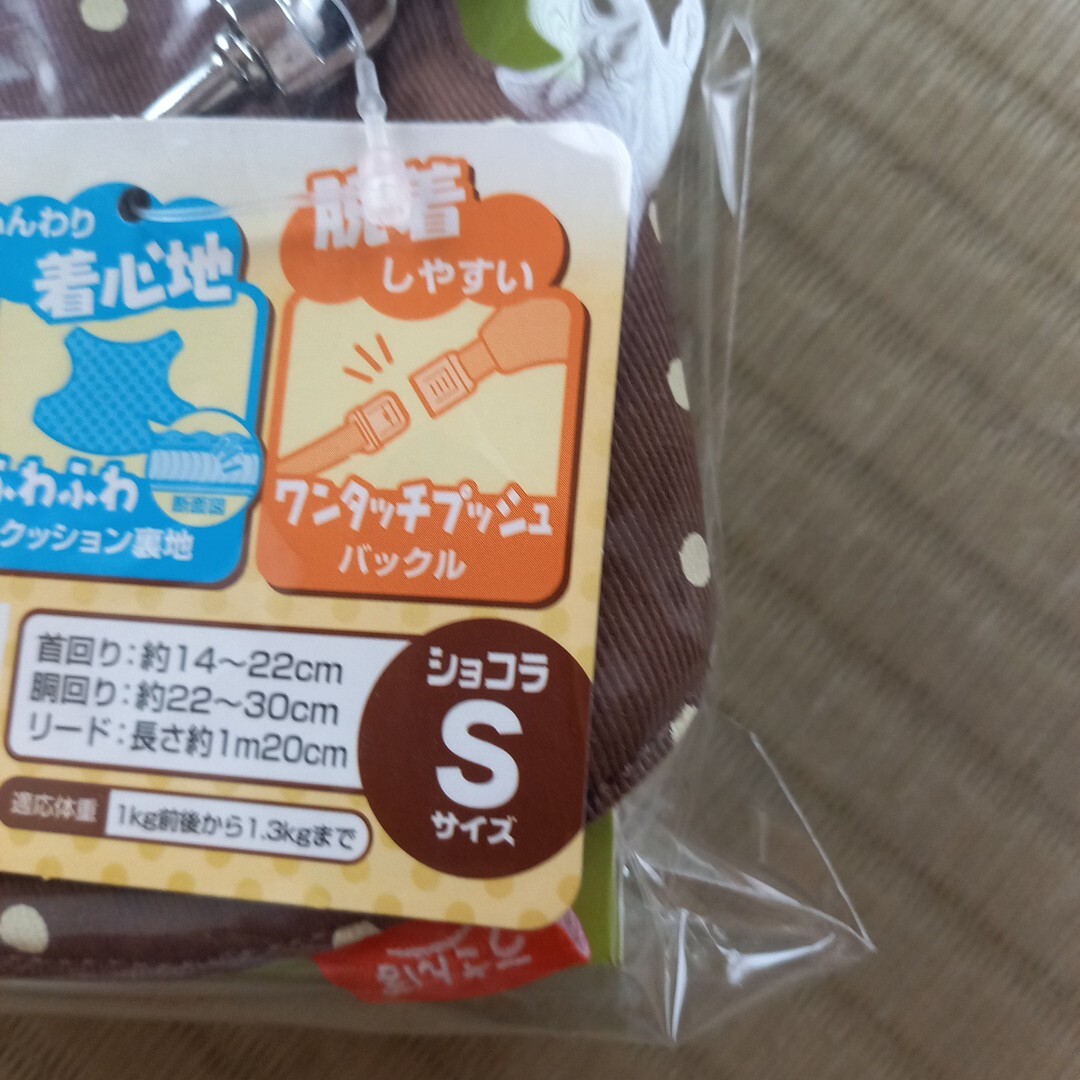 んわり
着心地
ふわふわ
クッション裏地
断面図
脱着
しやすい
ワンタッチプッシュ
バックル
首回り：約14〜22cm
胴回り：約22〜30cm
リード：長さ約1m20cm
適応体重
1kg前後から1.3kgまで
ショコラ
S
サイズ